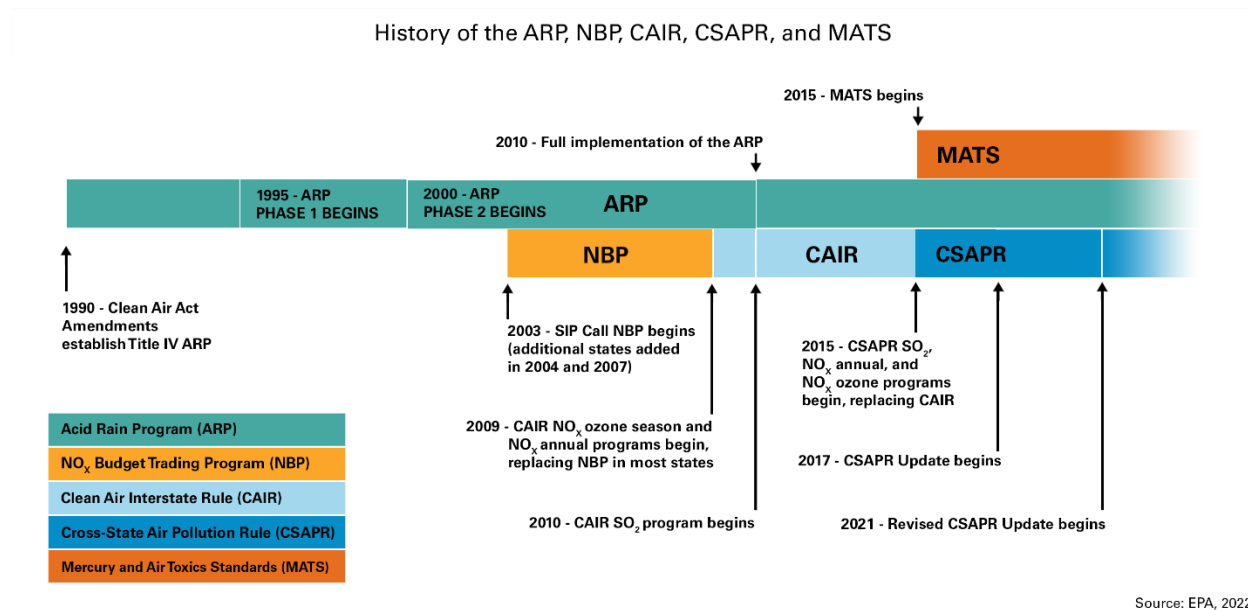 History of the ARP, NBP, CAIR, CSAPR, and MATS
2015 - MATS begins
2010 - Full implementation of the ARP
MATS
1995 - ARP
PHASE 1 BEGINS
2000 - ARP
PHASE 2 BEGINS
ARP
NBP
CAIR
CSAPR
1990 - Clean Air Act
Amendments
establish Title IV ARP
2003 - SIP Call NBP begins
(additional states added
in 2004 and 2007)
2015 - CSAPR SO₂,
NOₓ annual, and
NOₓ ozone programs
begin, replacing CAIR
2009 - CAIR NOₓ ozone season and
NOₓ annual programs begin,
replacing NBP in most states
2017 - CSAPR Update begins
2010 - CAIR SO₂ program begins
2021 - Revised CSAPR Update begins
Acid Rain Program (ARP)
NOₓ Budget Trading Program (NBP)
Clean Air Interstate Rule (CAIR)
Cross-State Air Pollution Rule (CSAPR)
Mercury and Air Toxics Standards (MATS)
Source: EPA, 2022